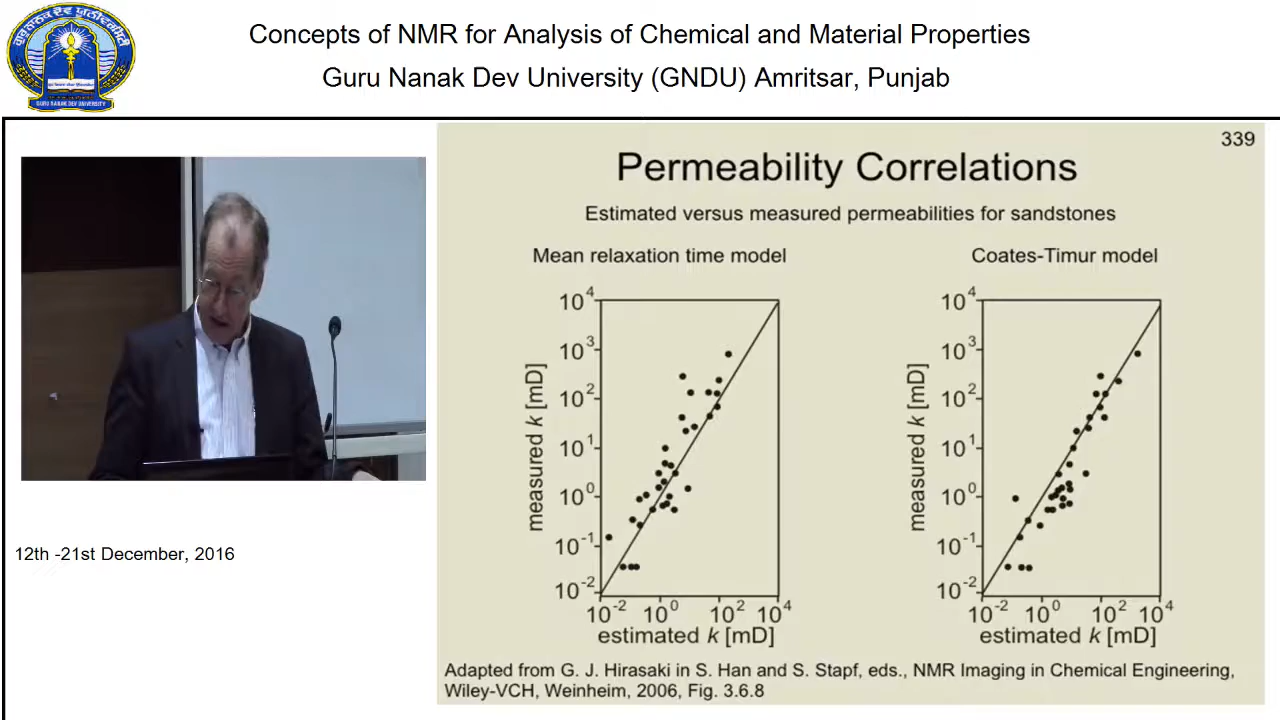 Concepts of NMR for Analysis of Chemical and Material Properties
Guru Nanak Dev University (GNDU) Amritsar, Punjab
GURU NANAK DEV UNIVERSITY
12th -21st December, 2016
339
Permeability Correlations
Estimated versus measured permeabilities for sandstones
Mean relaxation time model
measured k [mD]
10^4
10^3
10^2
10^1
10^0
10^-1
10^-2
10^-2 10^0 10^2 10^4
estimated k [mD]
Coates-Timur model
measured k [mD]
10^4
10^3
10^2
10^1
10^0
10^-1
10^-2
10^-2 10^0 10^2 10^4
estimated k [mD]
Adapted from G. J. Hirasaki in S. Han and S. Stapf, eds., NMR Imaging in Chemical Engineering,
Wiley-VCH, Weinheim, 2006, Fig. 3.6.8